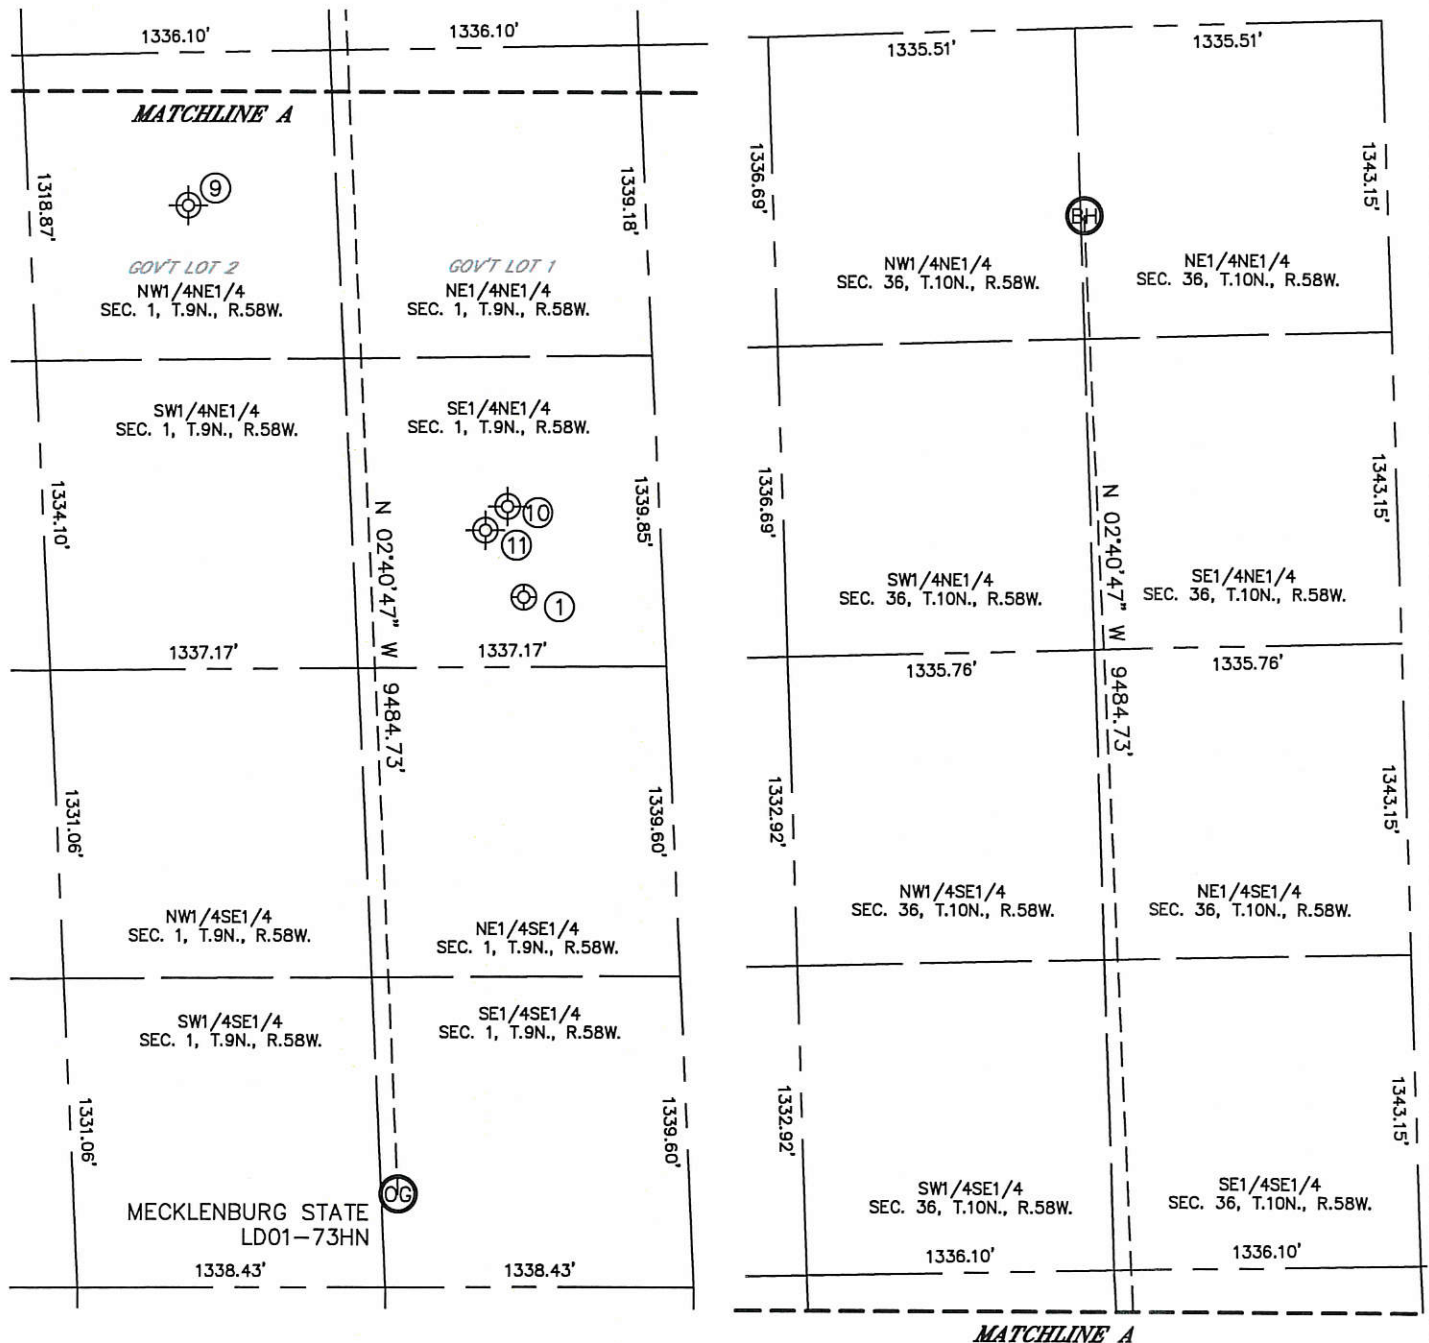 1336.10'
1336.10'
MATCHLINE A
1318.87'
9
1339.18'
GOV'T LOT 2
NW1/4NE1/4
SEC. 1, T.9N., R.58W.
GOV'T LOT 1
NE1/4NE1/4
SEC. 1, T.9N., R.58W.
SW1/4NE1/4
SEC. 1, T.9N., R.58W.
SE1/4NE1/4
SEC. 1, T.9N., R.58W.
1334.10'
N 02°40'47" W 9484.73'
10
11
1
1339.85'
1337.17'
1337.17'
1331.06'
1339.60'
NW1/4SE1/4
SEC. 1, T.9N., R.58W.
NE1/4SE1/4
SEC. 1, T.9N., R.58W.
SW1/4SE1/4
SEC. 1, T.9N., R.58W.
SE1/4SE1/4
SEC. 1, T.9N., R.58W.
1331.06'
1339.60'
OG
MECKLENBURG STATE
LD01-73HN
1338.43'
1338.43'
1335.51'
1335.51'
1336.69'
1343.15'
BH
NW1/4NE1/4
SEC. 36, T.10N., R.58W.
NE1/4NE1/4
SEC. 36, T.10N., R.58W.
1336.69'
N 02°40'47" W 9484.73'
1343.15'
SW1/4NE1/4
SEC. 36, T.10N., R.58W.
SE1/4NE1/4
SEC. 36, T.10N., R.58W.
1335.76'
1335.76'
1332.92'
1343.15'
NW1/4SE1/4
SEC. 36, T.10N., R.58W.
NE1/4SE1/4
SEC. 36, T.10N., R.58W.
1332.92'
1343.15'
SW1/4SE1/4
SEC. 36, T.10N., R.58W.
SE1/4SE1/4
SEC. 36, T.10N., R.58W.
1336.10'
1336.10'
MATCHLINE A